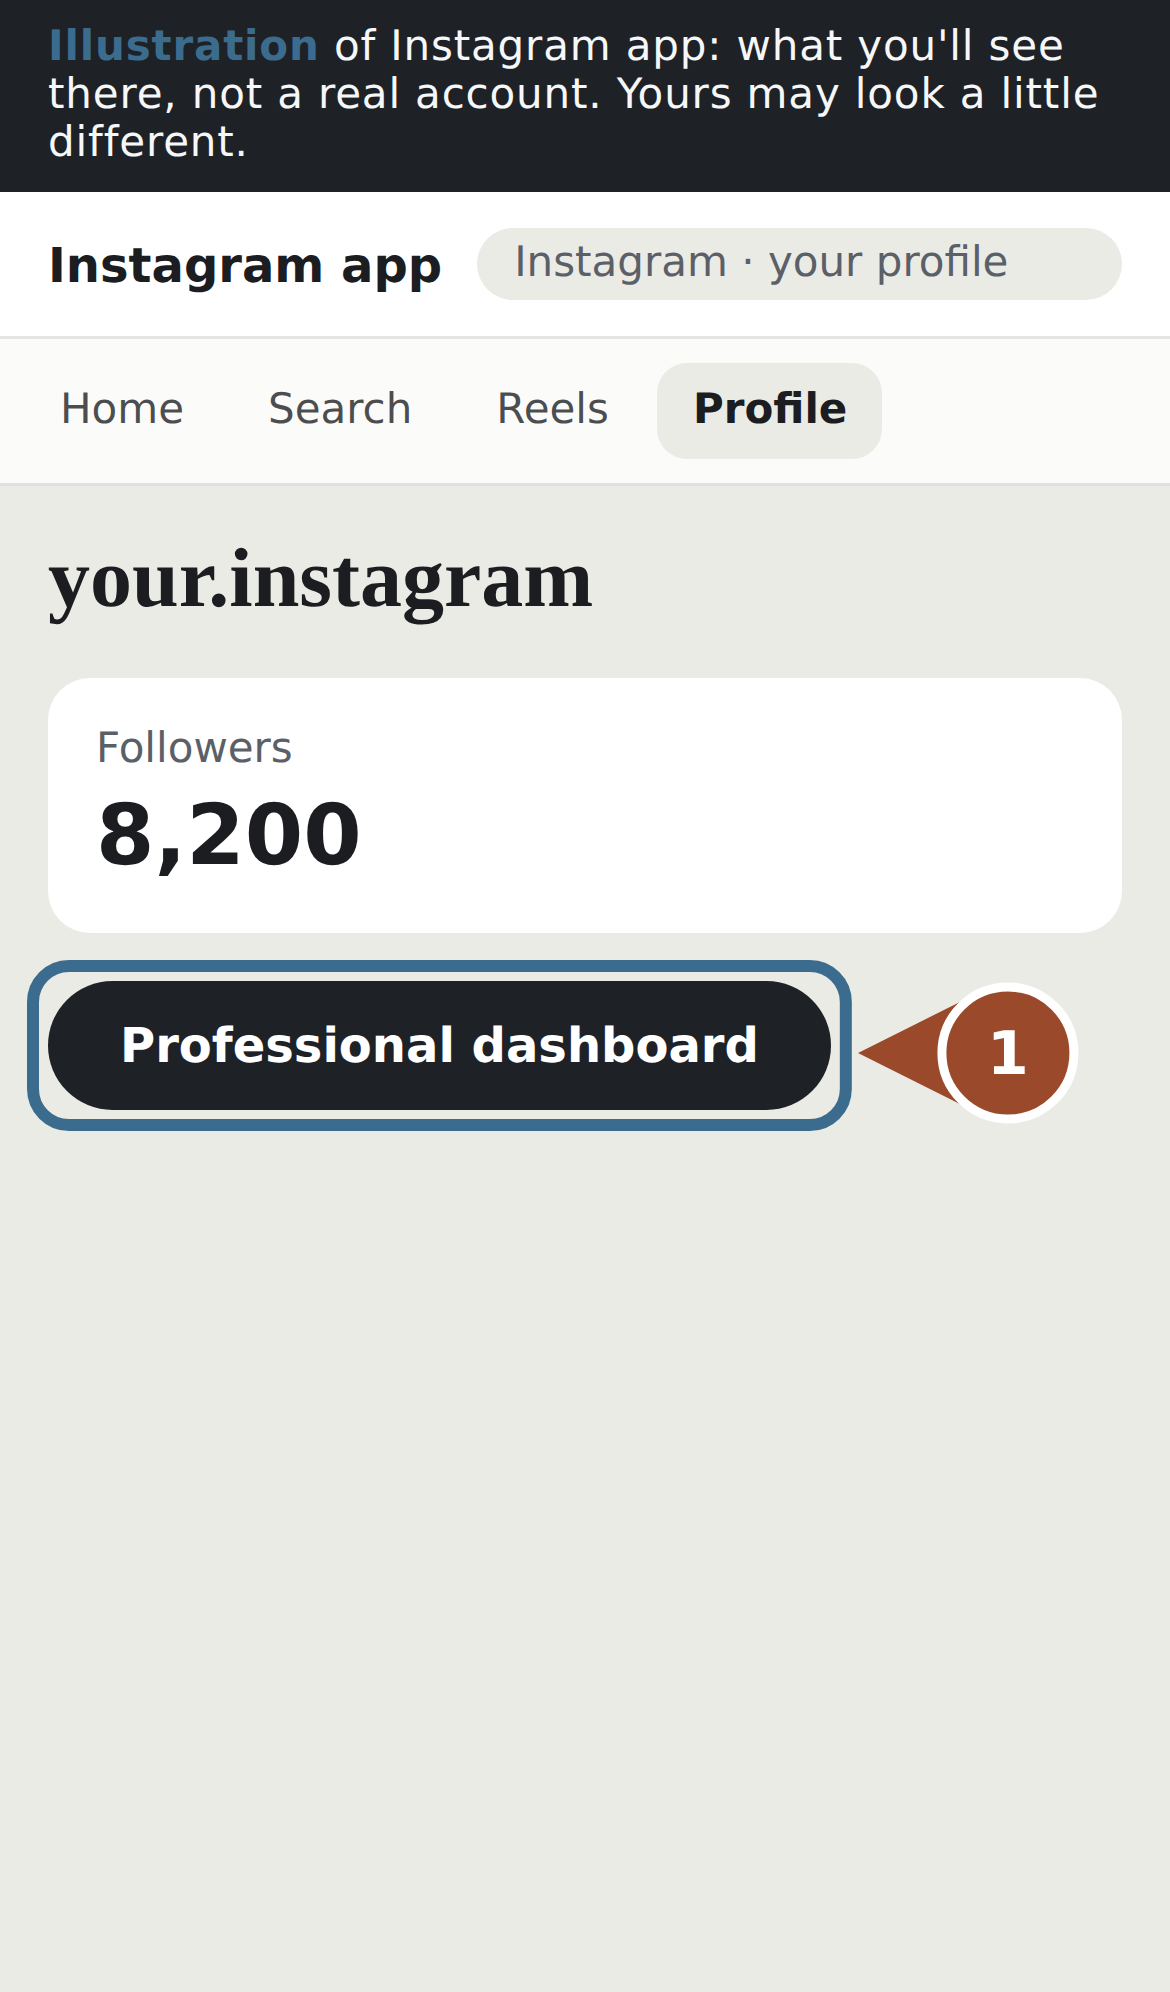 Illustration of Instagram app: what you'll see
there, not a real account. Yours may look a little
different.
Instagram app
Instagram · your profile
Home
Search
Reels
Profile
your.instagram
Followers
8,200
Professional dashboard
1